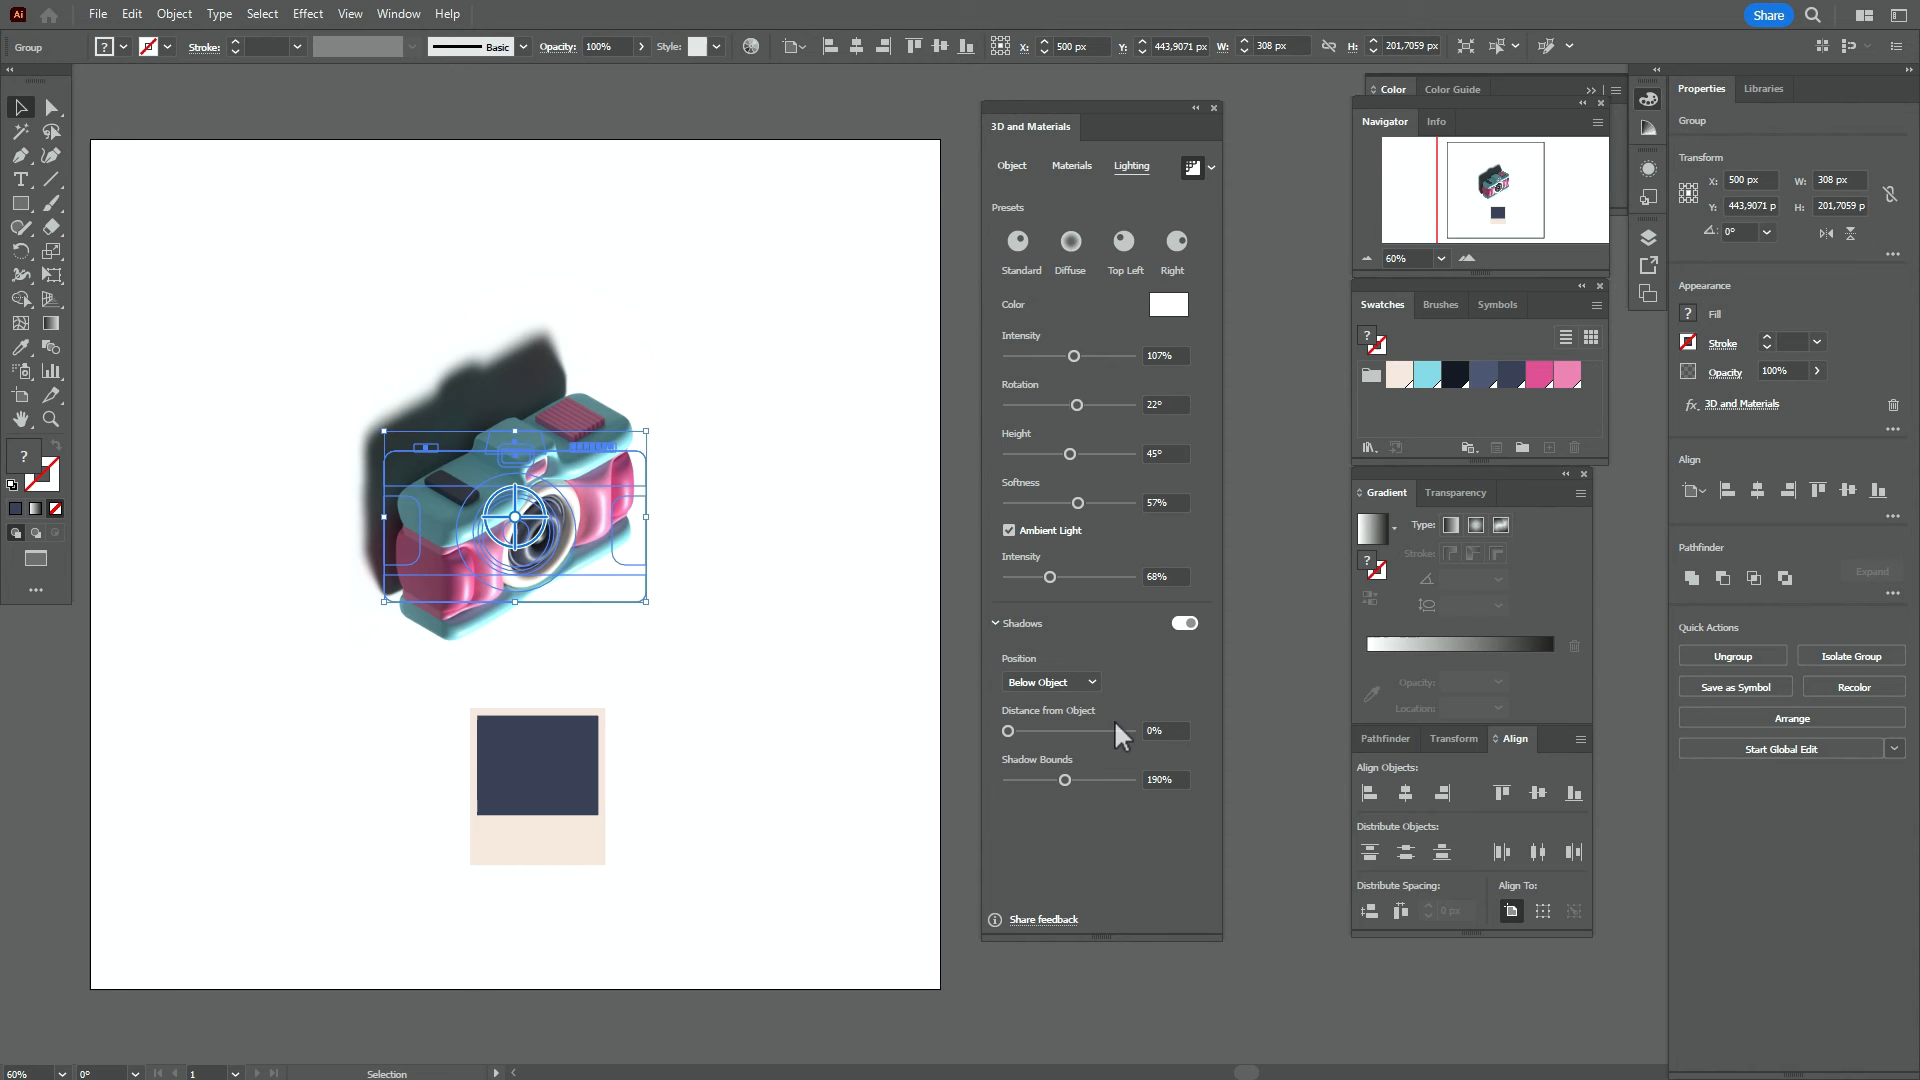 Ai File Edit Object Type Select Effect View Window Help Share
Group ? Stroke: Basic Opacity: 100% Style: X: 500 px Y: 443,9071 px W: 308 px H: 201,7059 px
Color Color Guide
Properties Libraries
3D and Materials
Object Materials Lighting
Presets
Standard Diffuse Top Left Right
Color
Intensity
107%
Rotation
22°
Height
45°
Softness
57%
Ambient Light
Intensity
68%
Shadows
Position
Below Object
Distance from Object
0%
Shadow Bounds
190%
Share feedback
Navigator Info
60%
Swatches Brushes Symbols
?
Gradient Transparency
Type:
Stroke:
?
Opacity:
Location:
Pathfinder Transform Align
Align Objects:
Distribute Objects:
Distribute Spacing: Align To:
0 px
Group
Transform
X: 500 px W: 308 px
Y: 443,9071 p H: 201,7059 p
0°
Appearance
? Fill
Stroke
Opacity 100%
fx 3D and Materials
Align
Pathfinder
Expand
Quick Actions
Ungroup Isolate Group
Save as Symbol Recolor
Arrange
Start Global Edit
T
?
60% 0° 1 Selection